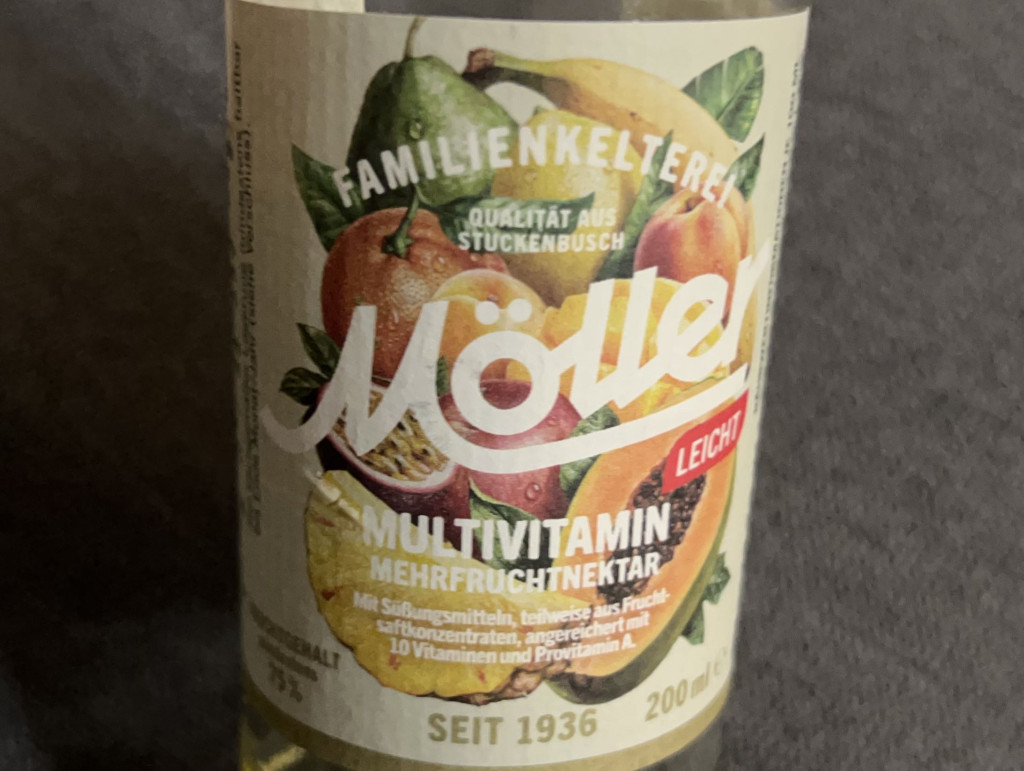 FAMILIENKELTEREI
QUALITÄT AUS
STUCKENBUSCH
Möller
LEICHT
MULTIVITAMIN
MEHRFRUCHTNEKTAR
Mit Süßungsmitteln, teilweise aus Frucht-
saftkonzentraten, angereichert mit
10 Vitaminen und Provitamin A.
75 %
200 ml e
SEIT 1936